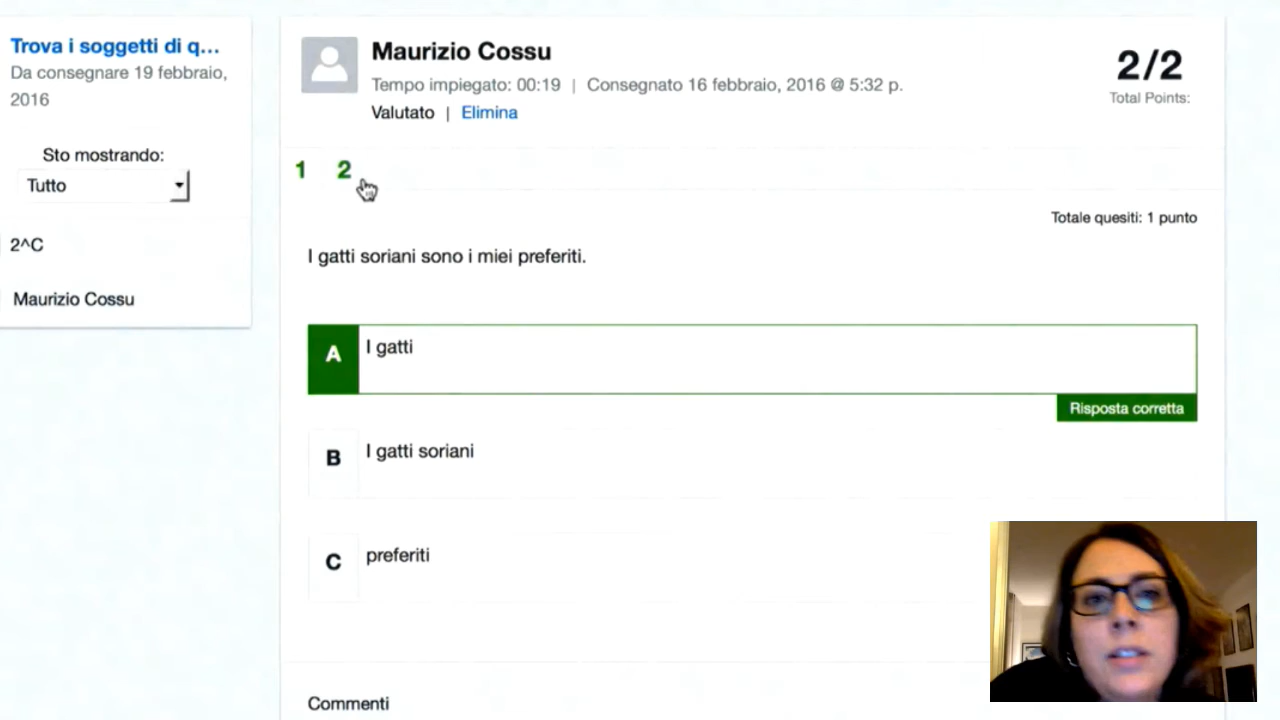 Trova i soggetti di q...
Da consegnare 19 febbraio,
2016
Sto mostrando:
Tutto
2^C
Maurizio Cossu
Maurizio Cossu
Tempo impiegato: 00:19 | Consegnato 16 febbraio, 2016 @ 5:32 p.
Valutato | Elimina
2/2
Total Points:
1 2
Totale quesiti: 1 punto
I gatti soriani sono i miei preferiti.
A I gatti
Risposta corretta
B I gatti soriani
C preferiti
Commenti